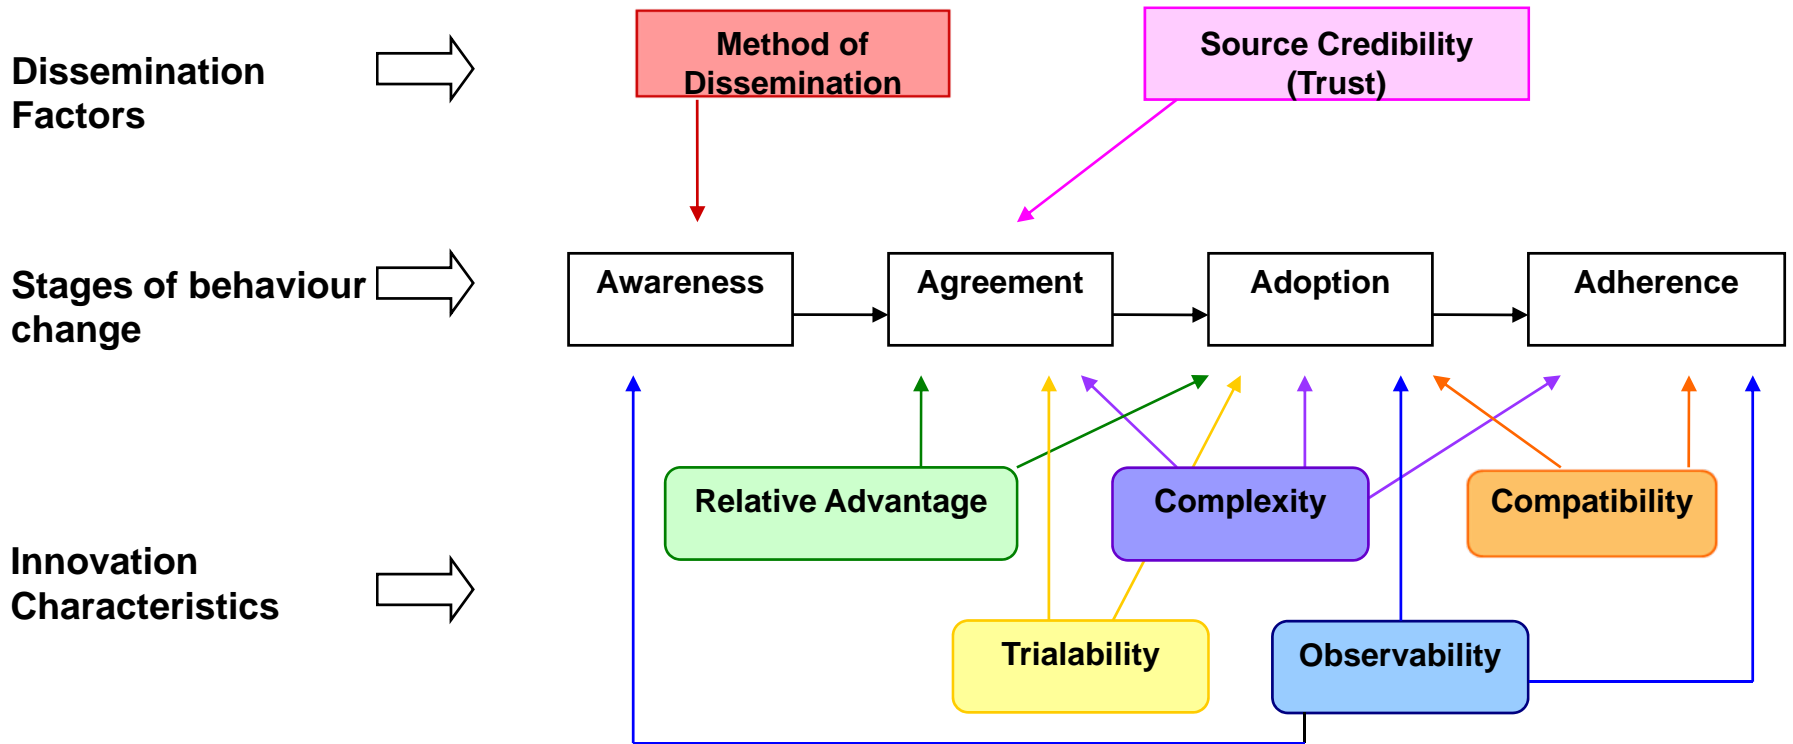 Dissemination
Factors
Method of
Dissemination
Source Credibility
(Trust)
Stages of behaviour
change
Awareness
Agreement
Adoption
Adherence
Innovation
Characteristics
Relative Advantage
Complexity
Compatibility
Trialability
Observability